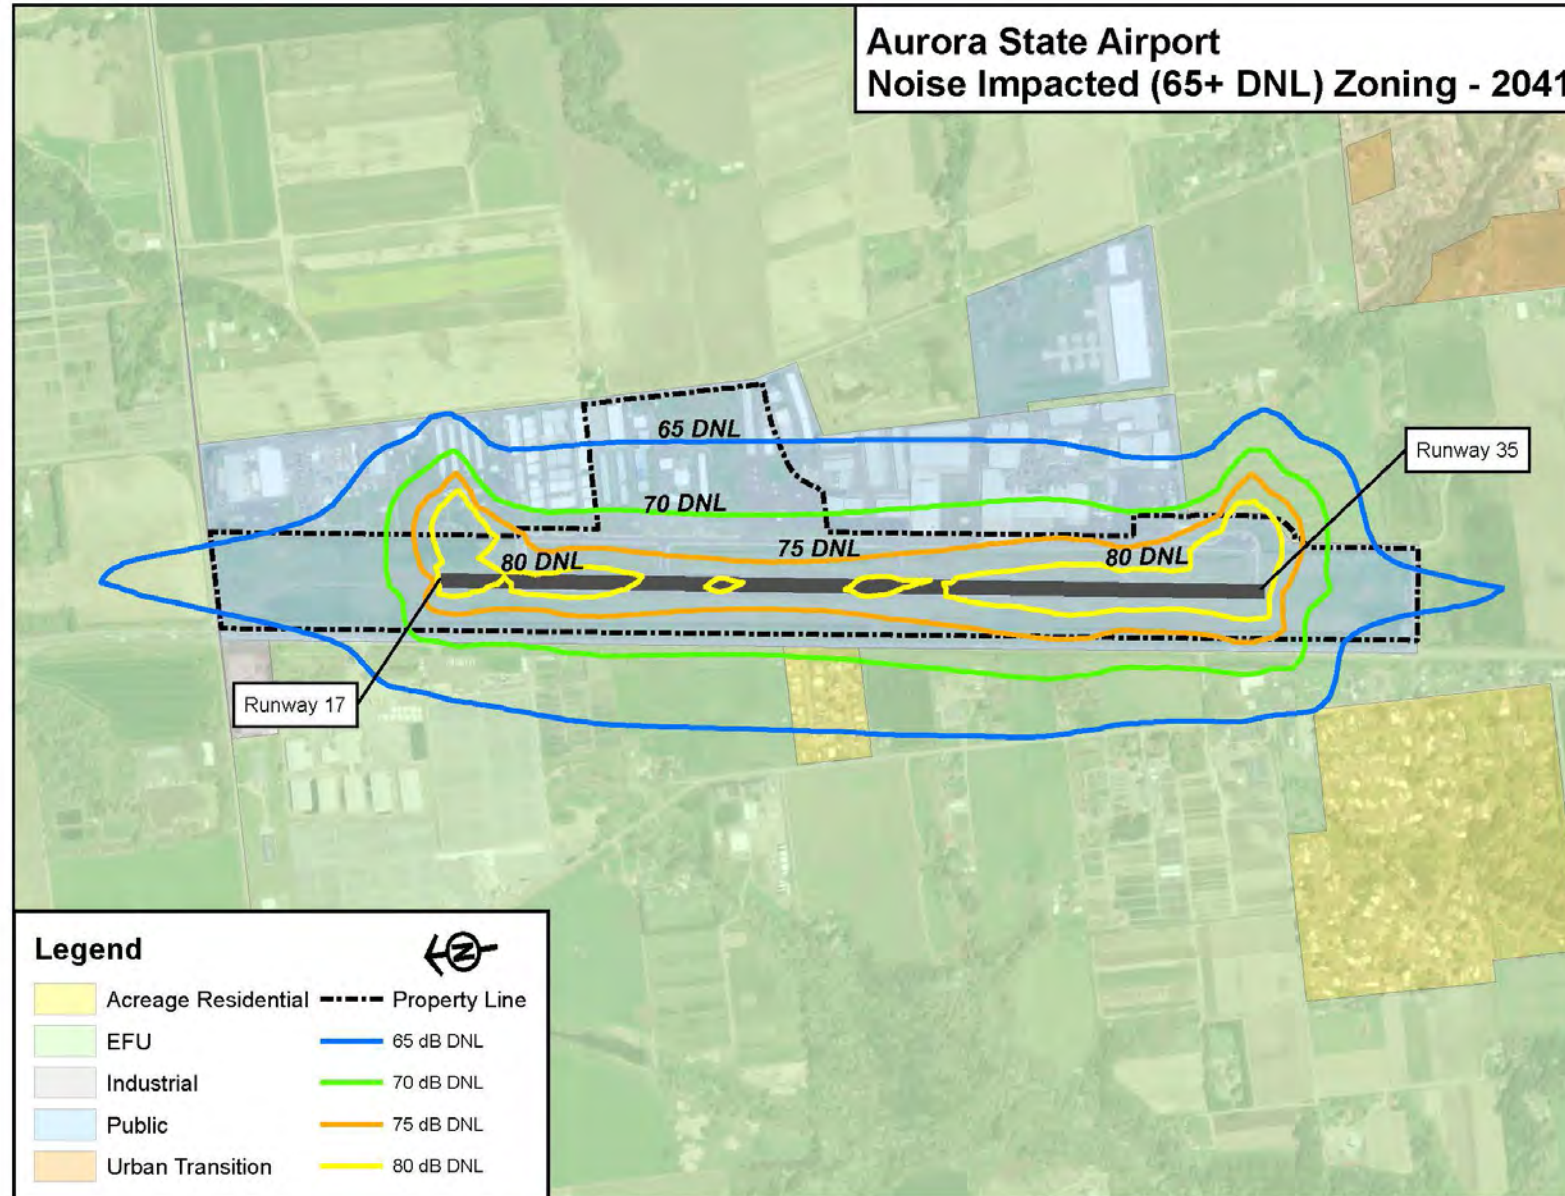 Aurora State Airport
Noise Impacted (65+ DNL) Zoning - 2041
65 DNL
Runway 35
70 DNL
75 DNL
80 DNL
80 DNL
Runway 17
Legend
N
Acreage Residential
Property Line
EFU
65 dB DNL
Industrial
70 dB DNL
Public
75 dB DNL
Urban Transition
80 dB DNL